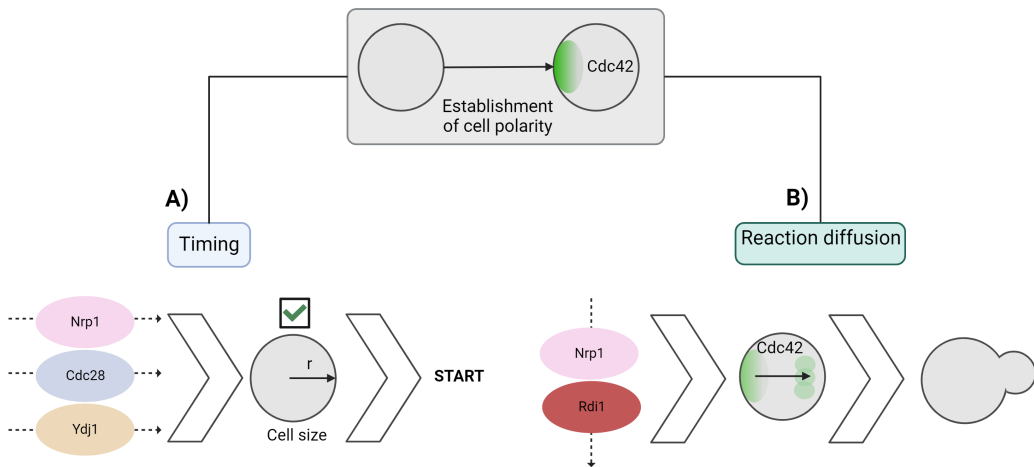 Cdc42
Establishment
of cell polarity
A)
Timing
Nrp1
Cdc28
Ydj1
r
Cell size
START
B)
Reaction diffusion
Nrp1
Rdi1
Cdc42